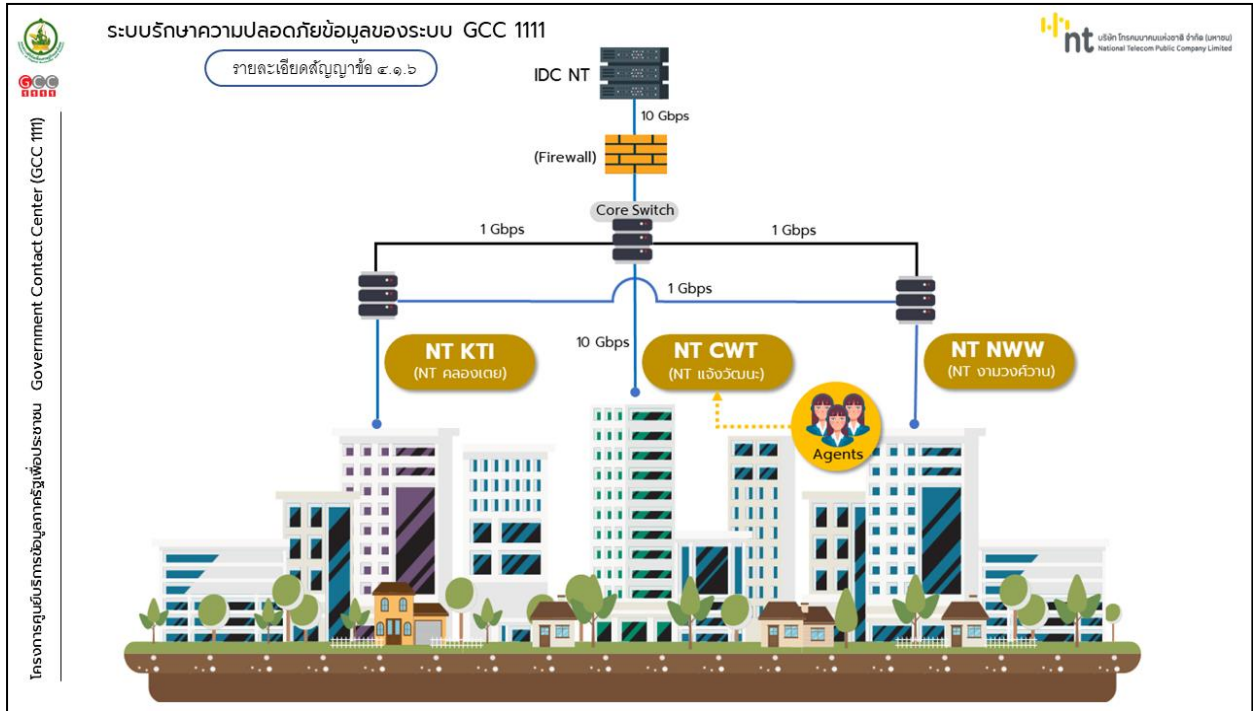 ระบบรักษาความปลอดภัยข้อมูลของระบบ GCC 1111
รายละเอียดสัญญาข้อ ๔.๑.๖
nt บริษัท โทรคมนาคมแห่งชาติ จำกัด (มหาชน)
National Telecom Public Company Limited
GCC
1111
โครงการศูนย์บริการข้อมูลภาครัฐเพื่อประชาชน Government Contact Center (GCC 1111)
IDC NT
10 Gbps
(Firewall)
Core Switch
1 Gbps
1 Gbps
1 Gbps
10 Gbps
NT KTI
(NT คลองเตย)
NT CWT
(NT แจ้งวัฒนะ)
NT NWW
(NT งามวงศ์วาน)
Agents